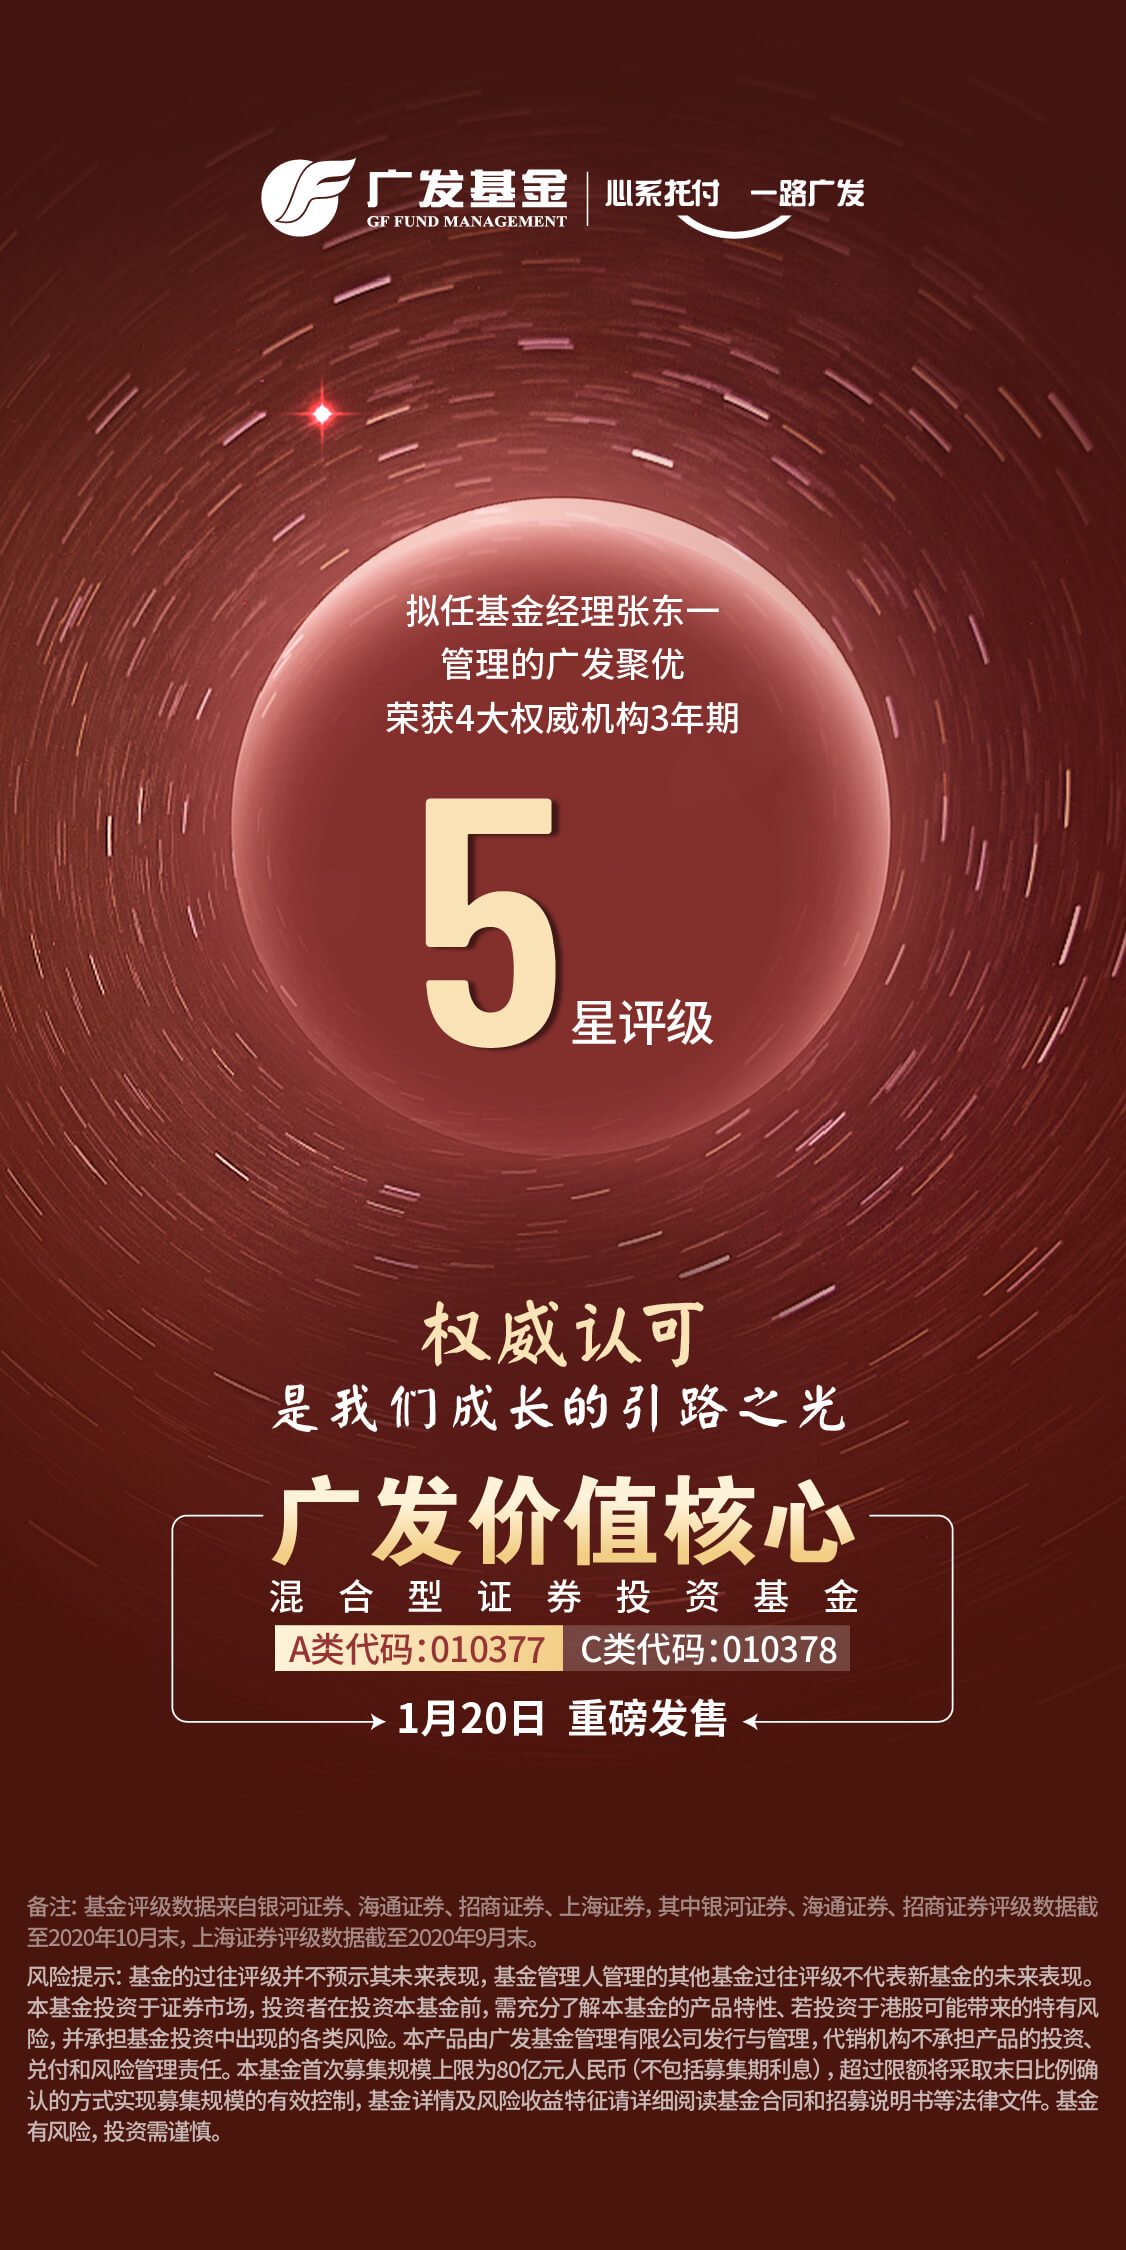 广发基金
GF FUND MANAGEMENT
心系托付 一路广发
拟任基金经理张东一
管理的广发聚优
荣获4大权威机构3年期
5星评级
权威认可
是我们成长的引路之光
广发价值核心
混合型证券投资基金
A类代码：010377 C类代码：010378
1月20日 重磅发售
备注：基金评级数据来自银河证券、海通证券、招商证券、上海证券，其中银河证券、海通证券、招商证券评级数据截
至2020年10月末，上海证券评级数据截至2020年9月末。
风险提示：基金的过往评级并不预示其未来表现，基金管理人管理的其他基金过往评级不代表新基金的未来表现。
本基金投资于证券市场，投资者在投资本基金前，需充分了解本基金的产品特性、若投资于港股可能带来的特有风
险，并承担基金投资中出现的各类风险。本产品由广发基金管理有限公司发行与管理，代销机构不承担产品的投资、
兑付和风险管理责任。本基金首次募集规模上限为80亿元人民币（不包括募集期利息），超过限额将采取末日比例确
认的方式实现募集规模的有效控制，基金详情及风险收益特征请详细阅读基金合同和招募说明书等法律文件。基金
有风险，投资需谨慎。